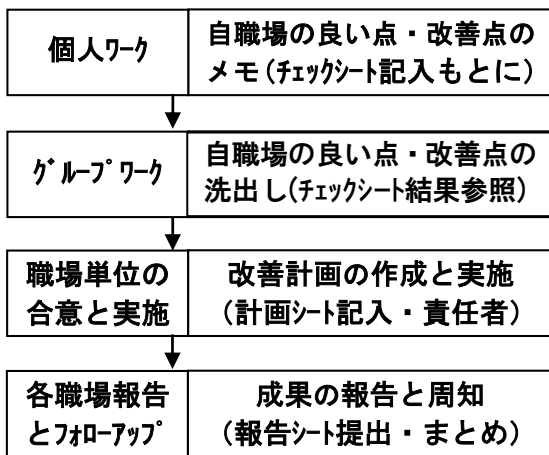 個人ワーク
自職場の良い点・改善点の
メモ(チェックシート記入もとに)
グループワーク
自職場の良い点・改善点の
洗出し(チェックシート結果参照)
職場単位の
合意と実施
改善計画の作成と実施
(計画シート記入・責任者)
各職場報告
とフォローアップ
成果の報告と周知
(報告シート提出・まとめ)